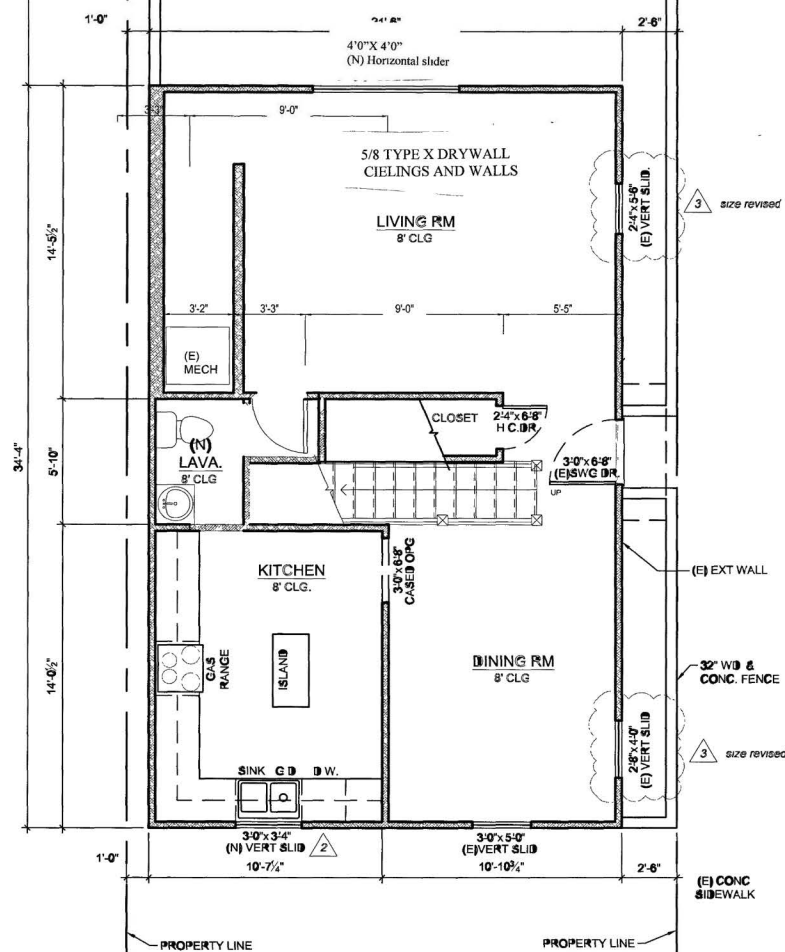 1'-0"
21'-6"
2'-6"
4'0"X 4'0"
(N) Horizontal slider
3'-3"
9'-0"
5/8 TYPE X DRYWALL
CIELINGS AND WALLS
LIVING RM
8' CLG
2'-4"x 5'-6"
(E) VERT SLID.
3
size revised
14'-5½"
3'-2"
3'-3"
9'-0"
5'-5"
(E)
MECH
34'-4"
5'-10"
(N)
LAVA.
8' CLG
CLOSET
2'-4"x 6'-8"
H C.DR.
3'-0"x 6'-8"
(E)SWG DR.
UP
KITCHEN
8' CLG.
3'-0"x 6'-8"
CASED OPG
(E) EXT WALL
14'-0½"
GAS
RANGE
ISLAND
DINING RM
8' CLG
32" WD &
CONC. FENCE
2'-8"x 4'-0"
(E) VERT SLID
3
size revised
SINK G D D W.
3'-0"x 3'-4"
(N) VERT SLID
2
3'-0"x 5'-0"
(E)VERT SLID
1'-0"
10'-7¼"
10'-10¾"
2'-6"
(E) CONC
SIDEWALK
PROPERTY LINE
PROPERTY LINE